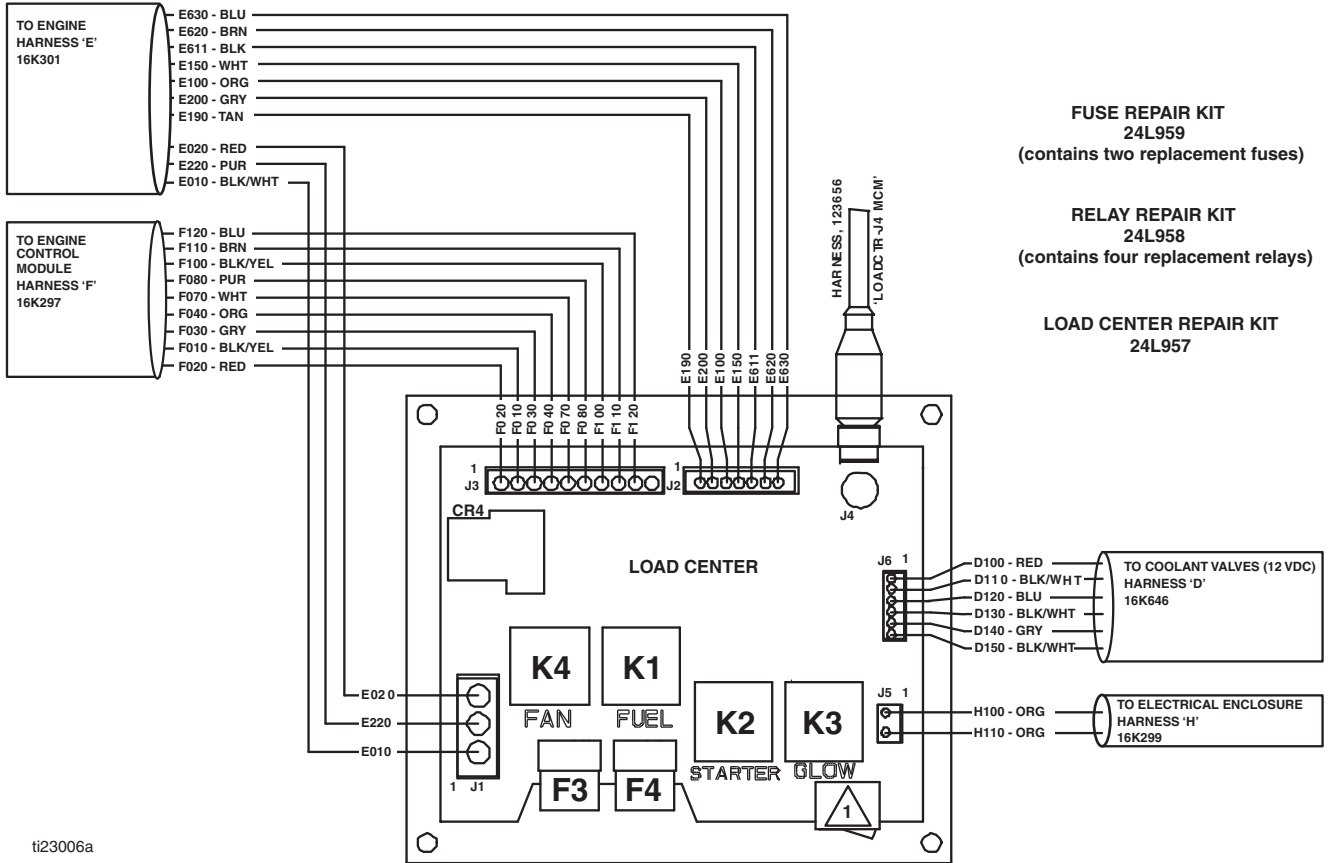 TO ENGINE
HARNESS 'E'
16K301
E630 - BLU
E620 - BRN
E611 - BLK
E150 - WHT
E100 - ORG
E200 - GRY
E190 - TAN
E020 - RED
E220 - PUR
E010 - BLK/WHT
TO ENGINE
CONTROL
MODULE
HARNESS 'F'
16K297
F120 - BLU
F110 - BRN
F100 - BLK/YEL
F080 - PUR
F070 - WHT
F040 - ORG
F030 - GRY
F010 - BLK/YEL
F020 - RED
FUSE REPAIR KIT
24L959
(contains two replacement fuses)
RELAY REPAIR KIT
24L958
(contains four replacement relays)
LOAD CENTER REPAIR KIT
24L957
HARNESS, 123656
'LOADCTR-J4 MCM'
E190
E200
E100
E150
E611
E620
E630
F020
F010
F030
F040
F070
F080
F100
F110
F120
1
J3
1
J2
J4
CR4
LOAD CENTER
J6 1
D100 - RED
D110 - BLK/WHT
D120 - BLU
D130 - BLK/WHT
D140 - GRY
D150 - BLK/WHT
TO COOLANT VALVES (12 VDC)
HARNESS 'D'
16K646
J5 1
H100 - ORG
H110 - ORG
TO ELECTRICAL ENCLOSURE
HARNESS 'H'
16K299
E020
E220
E010
1 J1
K4
FAN
K1
FUEL
K2
STARTER
K3
GLOW
F3
F4
1
ti23006a